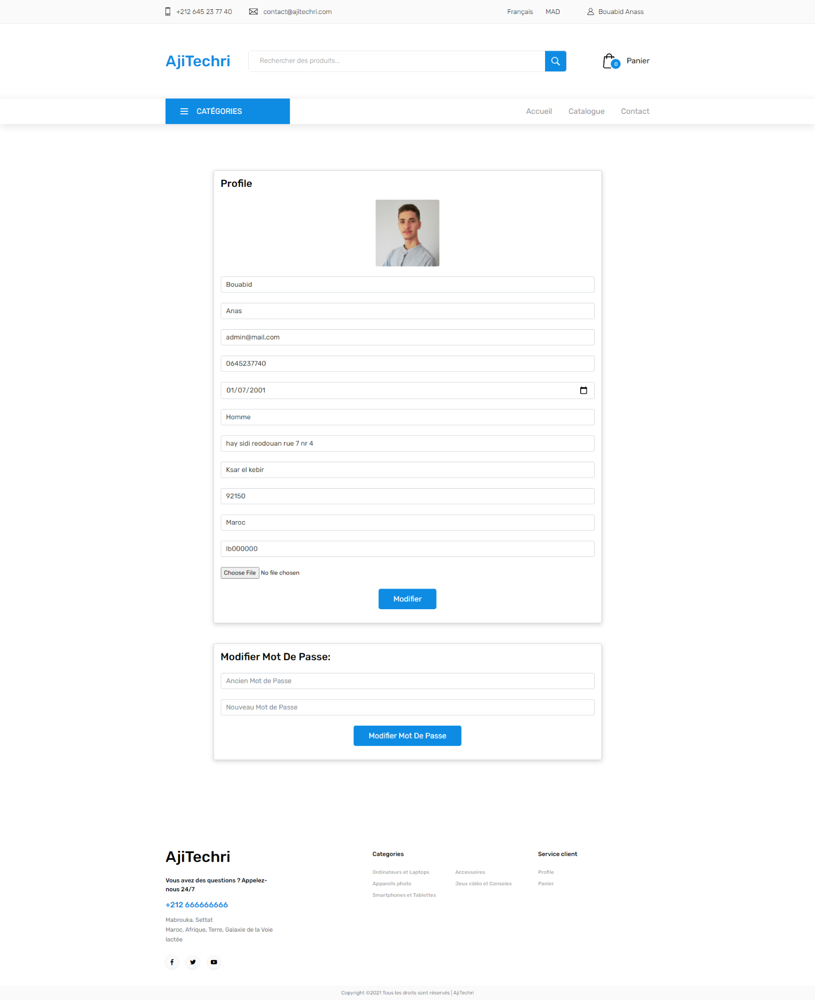 +212 645 23 77 40
contact@ajitechri.com
Français
MAD
Bouabid Anass
AjiTechri
Rechercher des produits...
0
Panier
CATÉGORIES
Accueil
Catalogue
Contact
Profile
Bouabid
Anas
admin@mail.com
0645237740
01/07/2001
Homme
hay sidi reodouan rue 7 nr 4
Ksar el kebir
92150
Maroc
lb000000
Choose File No file chosen
Modifier
Modifier Mot De Passe:
Ancien Mot de Passe
Nouveau Mot de Passe
Modifier Mot De Passe
AjiTechri
Vous avez des questions ? Appelez-
nous 24/7
+212 666666666
Mabrouka, Settat
Maroc, Afrique, Terre, Galaxie de la Voie
lactée
Categories
Ordinateurs et Laptops
Appareils photo
Smartphones et Tablettes
Accessoires
Jeux vidéo et Consoles
Service client
Profile
Panier
Copyright ©2021 Tous les droits sont réservés | AjiTechri